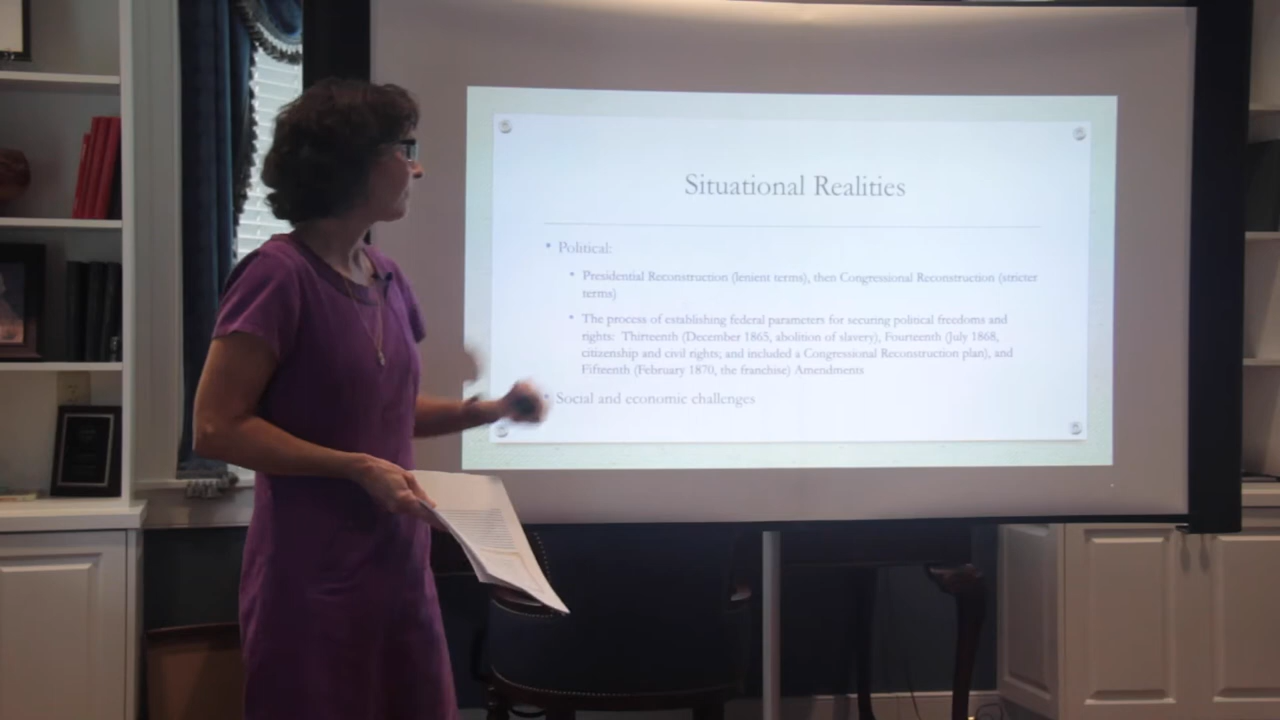 Situational Realities
• Political:
• Presidential Reconstruction (lenient terms), then Congressional Reconstruction (stricter
terms)
• The process of establishing federal parameters for securing political freedoms and
rights: Thirteenth (December 1865, abolition of slavery), Fourteenth (July 1868,
citizenship and civil rights; and included a Congressional Reconstruction plan), and
Fifteenth (February 1870, the franchise) Amendments
• Social and economic challenges